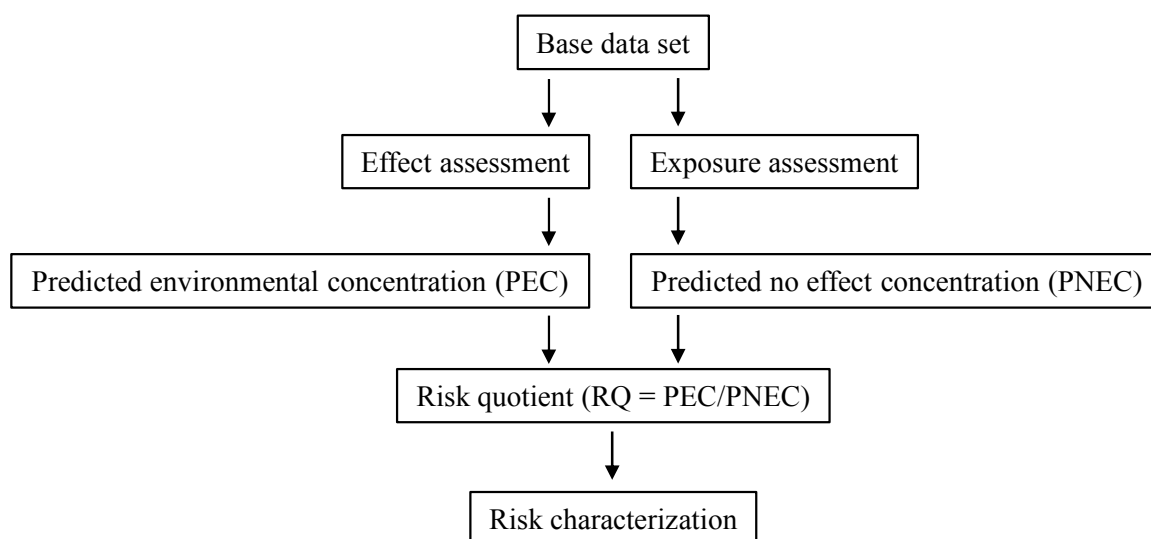 Base data set
Effect assessment
Exposure assessment
Predicted environmental concentration (PEC)
Predicted no effect concentration (PNEC)
Risk quotient (RQ = PEC/PNEC)
Risk characterization